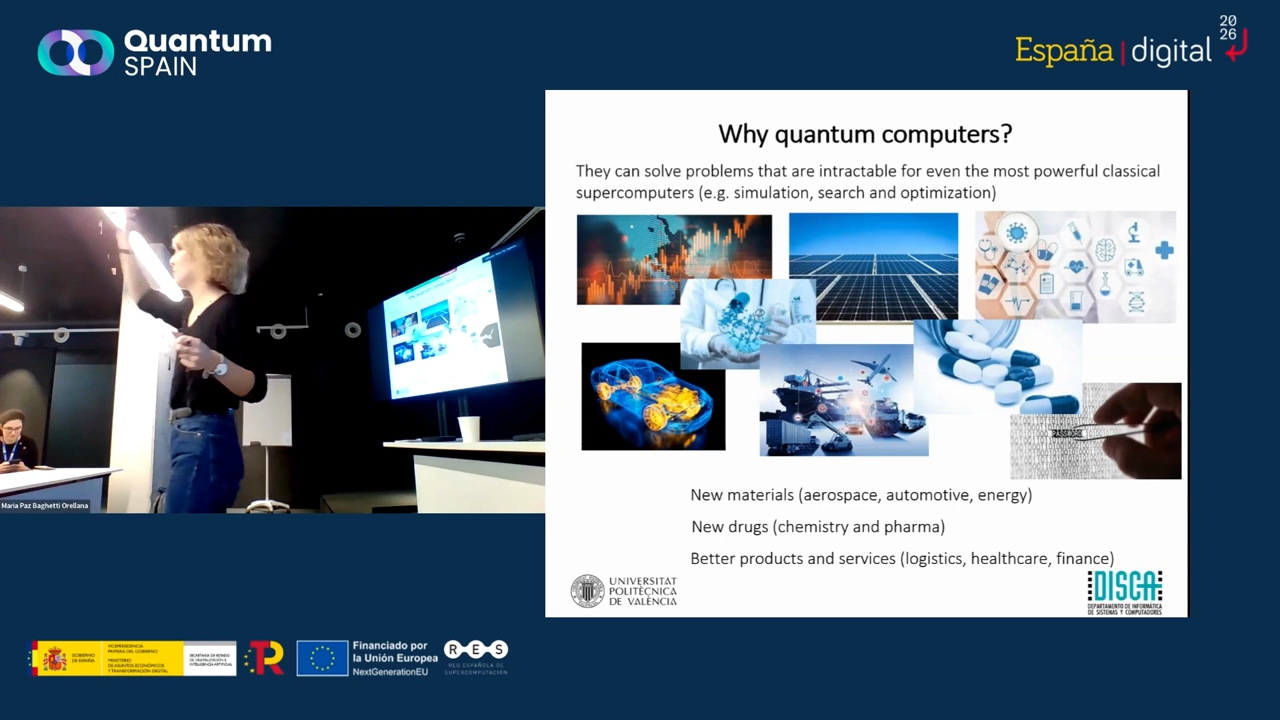 Quantum
SPAIN
España | digital
20
26
Why quantum computers?
They can solve problems that are intractable for even the most powerful classical
supercomputers (e.g. simulation, search and optimization)
PASSWORD
New materials (aerospace, automotive, energy)
New drugs (chemistry and pharma)
Better products and services (logistics, healthcare, finance)
UNIVERSITAT
POLITÈCNICA
DE VALÈNCIA
DISCA
DEPARTAMENTO DE INFORMÁTICA
DE SISTEMAS Y COMPUTADORES
Maria Paz Baghetti Orellana
GOBIERNO
DE ESPAÑA
VICEPRESIDENCIA
PRIMERA DEL GOBIERNO
MINISTERIO
DE ASUNTOS ECONÓMICOS
Y TRANSFORMACIÓN DIGITAL
SECRETARÍA DE ESTADO
DE DIGITALIZACIÓN E
INTELIGENCIA ARTIFICIAL
TR
Financiado por
la Unión Europea
NextGenerationEU
RES
RED ESPAÑOLA DE
SUPERCOMPUTACIÓN